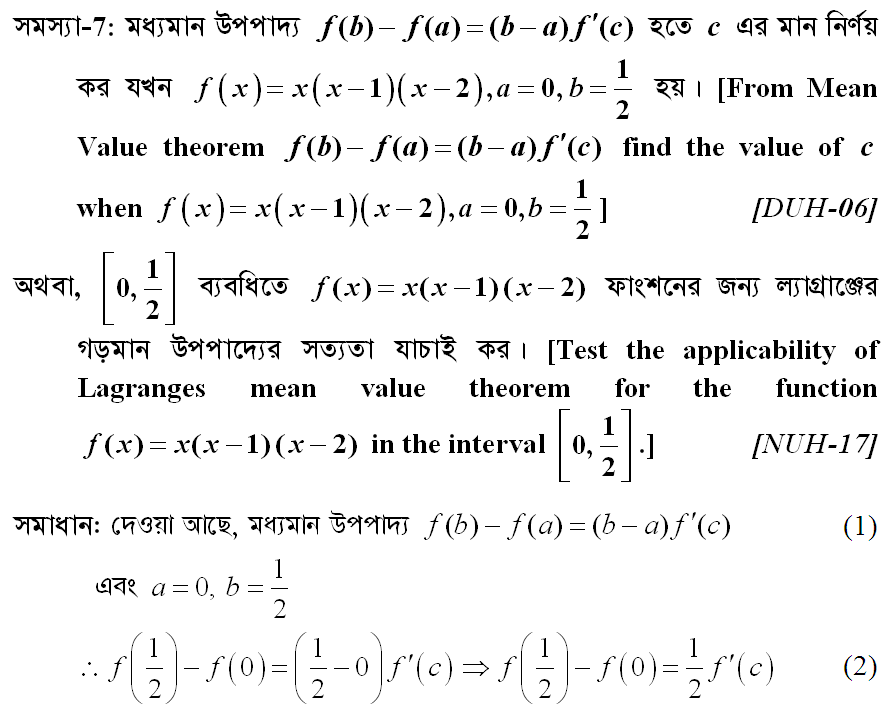 সমস্যা-7: মধ্যমান উপপাদ্য f(b) − f(a) = (b − a) f′(c) হতে c এর মান নির্ণয়
কর যখন f(x) = x(x−1)(x−2), a = 0, b = 1/2 হয়। [From Mean
Value theorem f(b) − f(a) = (b − a) f′(c) find the value of c
when f(x) = x(x−1)(x−2), a = 0, b = 1/2 ] [DUH-06]
অথবা, [0, 1/2] ব্যবধিতে f(x) = x(x−1)(x−2) ফাংশনের জন্য ল্যাগ্রাঞ্জের
গড়মান উপপাদ্যের সত্যতা যাচাই কর। [Test the applicability of
Lagranges mean value theorem for the function
f(x) = x(x−1)(x−2) in the interval [0, 1/2].] [NUH-17]
সমাধান: দেওয়া আছে, মধ্যমান উপপাদ্য f(b) − f(a) = (b − a) f′(c) (1)
এবং a = 0, b = 1/2
∴ f(1/2) − f(0) = (1/2 − 0) f′(c) ⇒ f(1/2) − f(0) = 1/2 f′(c) (2)